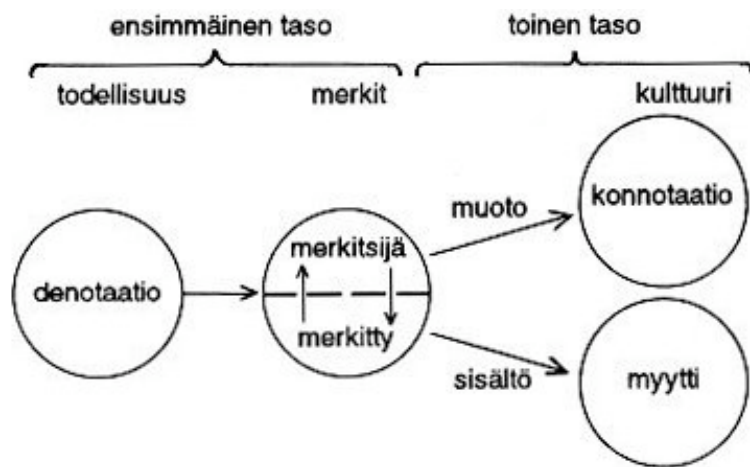 ensimmäinen taso toinen taso
todellisuus merkit kulttuuri
muoto konnotaatio
denotaatio merkitsijä
merkitty
sisältö myytti